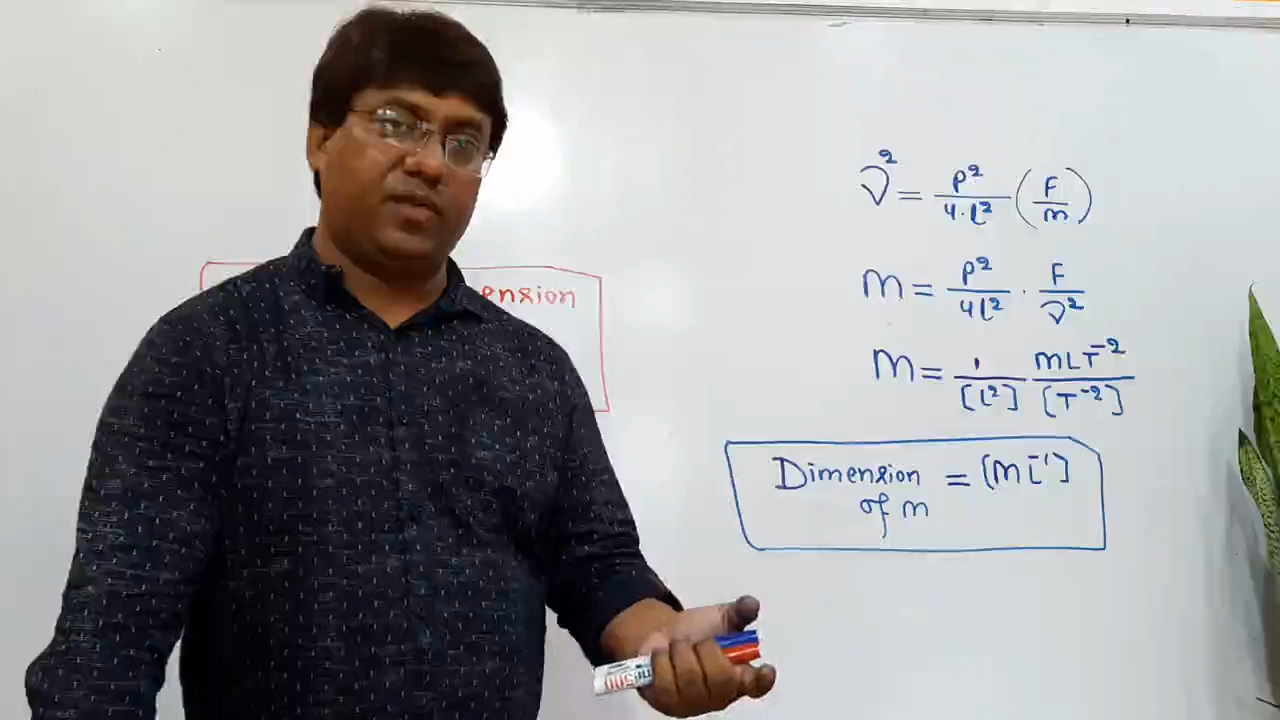 ension
ν² = P²/4·l² (F/m)
m = P²/4l² · F/ν²
m = 1/[l²] MLT⁻²/[T⁻²]
Dimension = [ML⁻¹]
of m